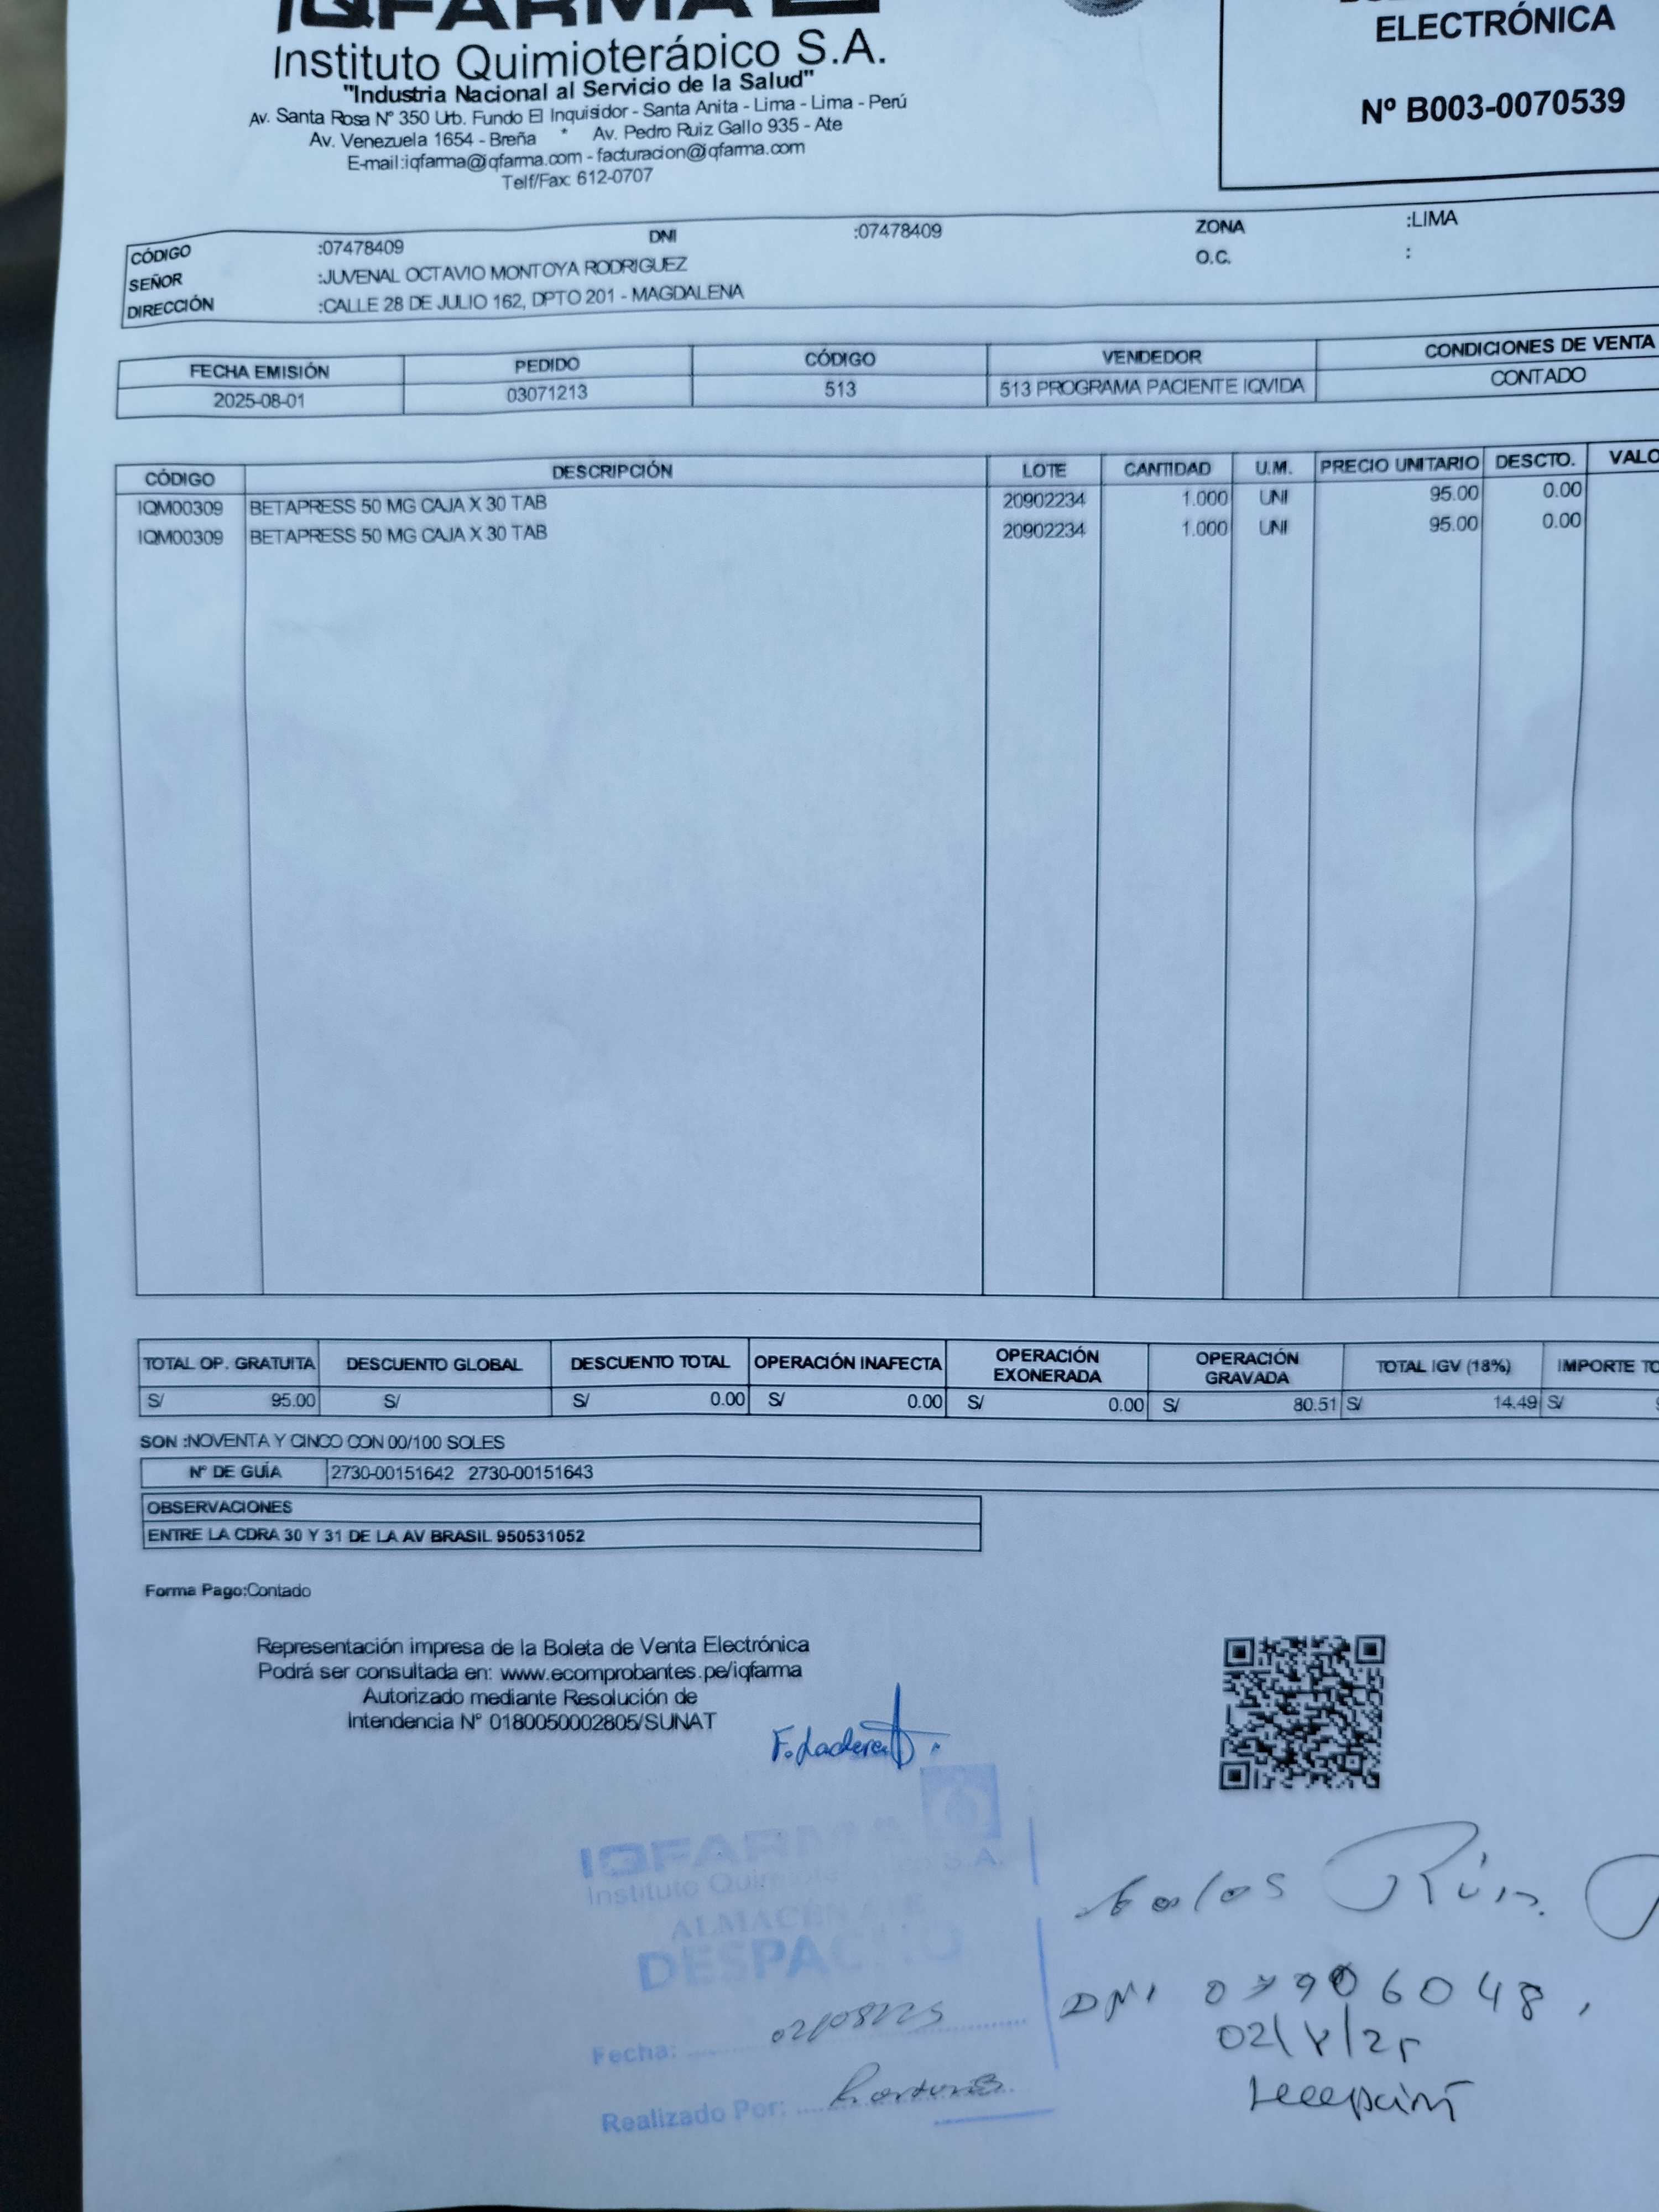 IQFARMA
Instituto Quimioterápico S.A.
"Industria Nacional al Servicio de la Salud"
Av. Santa Rosa N° 350 Urb. Fundo El Inquisidor - Santa Anita - Lima - Lima - Perú
Av. Venezuela 1654 - Breña * Av. Pedro Ruiz Gallo 935 - Ate
E-mail:iqfarma@iqfarma.com - facturacion@iqfarma.com
Telf/Fax: 612-0707
ELECTRÓNICA
Nº B003-0070539
CÓDIGO :07478409 DNI :07478409 ZONA :LIMA
SEÑOR :JUVENAL OCTAVIO MONTOYA RODRIGUEZ O.C. :
DIRECCIÓN :CALLE 28 DE JULIO 162, DPTO 201 - MAGDALENA
FECHA EMISIÓN PEDIDO CÓDIGO VENDEDOR CONDICIONES DE VENTA
2025-08-01 03071213 513 513 PROGRAMA PACIENTE IQVIDA CONTADO
CÓDIGO DESCRIPCIÓN LOTE CANTIDAD U.M. PRECIO UNITARIO DESCTO. VALO
IQM00309 BETAPRESS 50 MG CAJA X 30 TAB 20902234 1.000 UNI 95.00 0.00
IQM00309 BETAPRESS 50 MG CAJA X 30 TAB 20902234 1.000 UNI 95.00 0.00
TOTAL OP. GRATUITA DESCUENTO GLOBAL DESCUENTO TOTAL OPERACIÓN INAFECTA OPERACIÓN EXONERADA OPERACIÓN GRAVADA TOTAL IGV (18%) IMPORTE TO
S/ 95.00 S/ S/ 0.00 S/ 0.00 S/ 0.00 S/ 80.51 S/ 14.49 S/
SON :NOVENTA Y CINCO CON 00/100 SOLES
N° DE GUÍA 2730-00151642 2730-00151643
OBSERVACIONES
ENTRE LA CDRA 30 Y 31 DE LA AV BRASIL 950531052
Forma Pago:Contado
Representación impresa de la Boleta de Venta Electrónica
Podrá ser consultada en: www.ecomprobantes.pe/iqfarma
Autorizado mediante Resolución de
Intendencia N° 0180050002805/SUNAT
IQFARMA
Instituto S.A.
ALMACÉN
DESPACHO
Fecha:
Realizado Por:
DNI 07906048